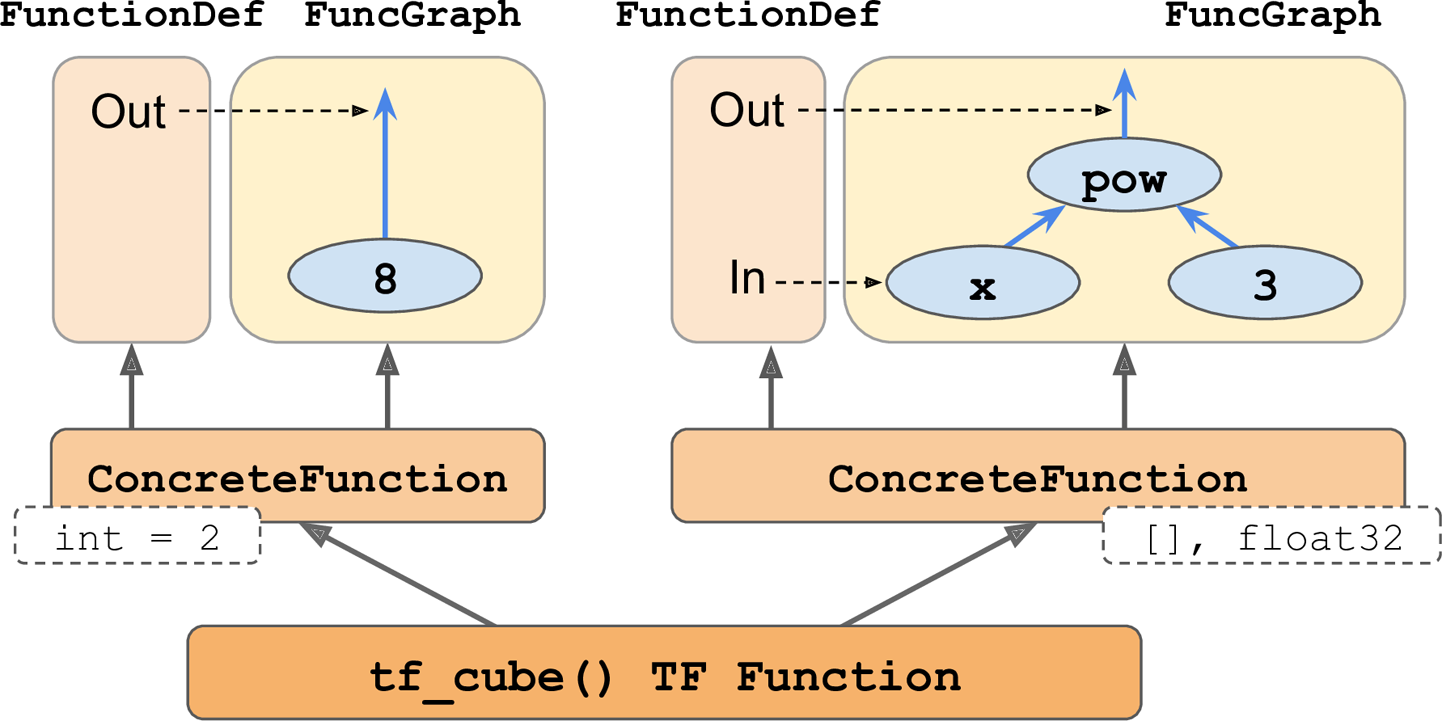 FunctionDef FuncGraph FunctionDef FuncGraph
Out Out
pow
8 In x 3
ConcreteFunction ConcreteFunction
int = 2 [], float32
tf_cube() TF Function